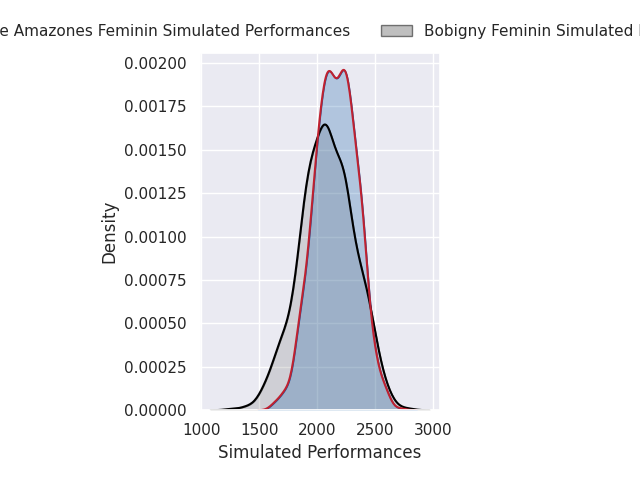 e Amazones Feminin Simulated Performances
Bobigny Feminin Simulated
0.00200
0.00175
0.00150
0.00125
0.00100
0.00075
0.00050
0.00025
0.00000
Density
1000 1500 2000 2500 3000
Simulated Performances